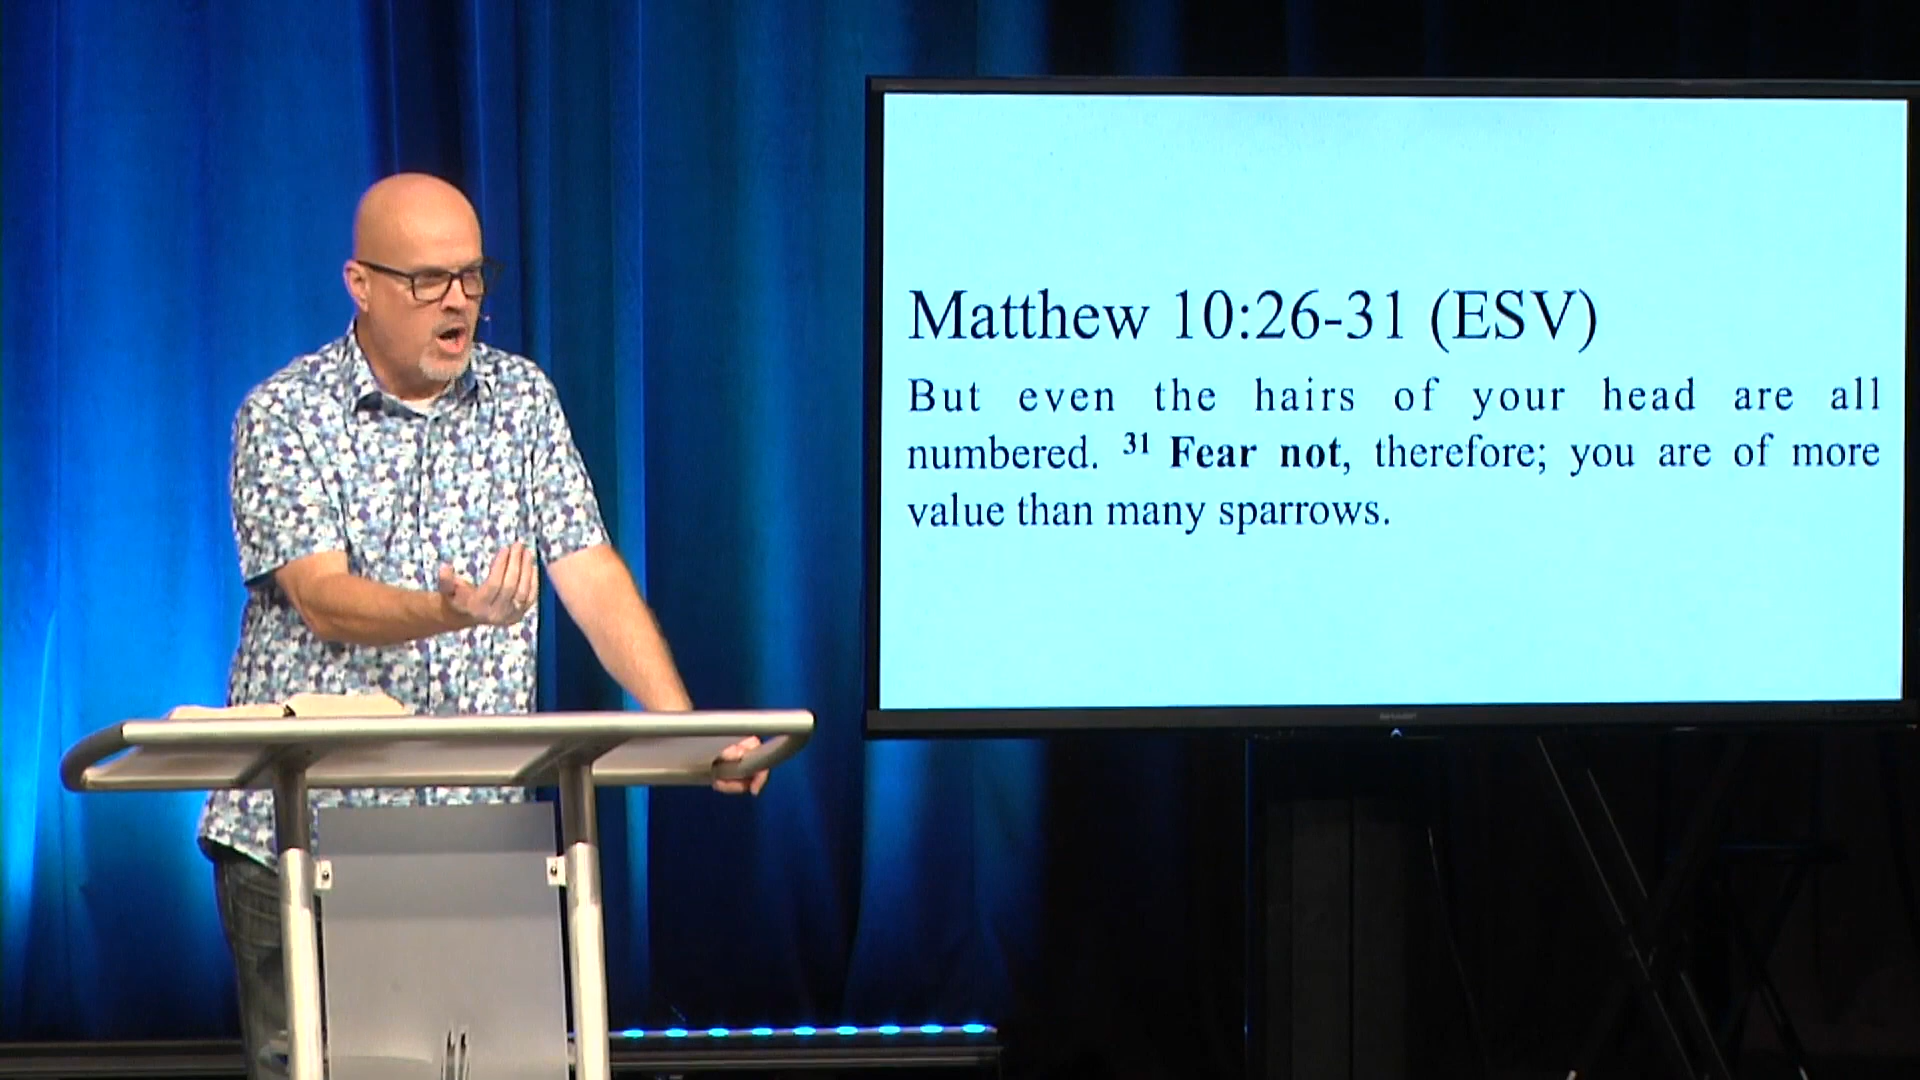 Matthew 10:26-31 (ESV)
But even the hairs of your head are all
numbered. 31 Fear not, therefore; you are of more
value than many sparrows.